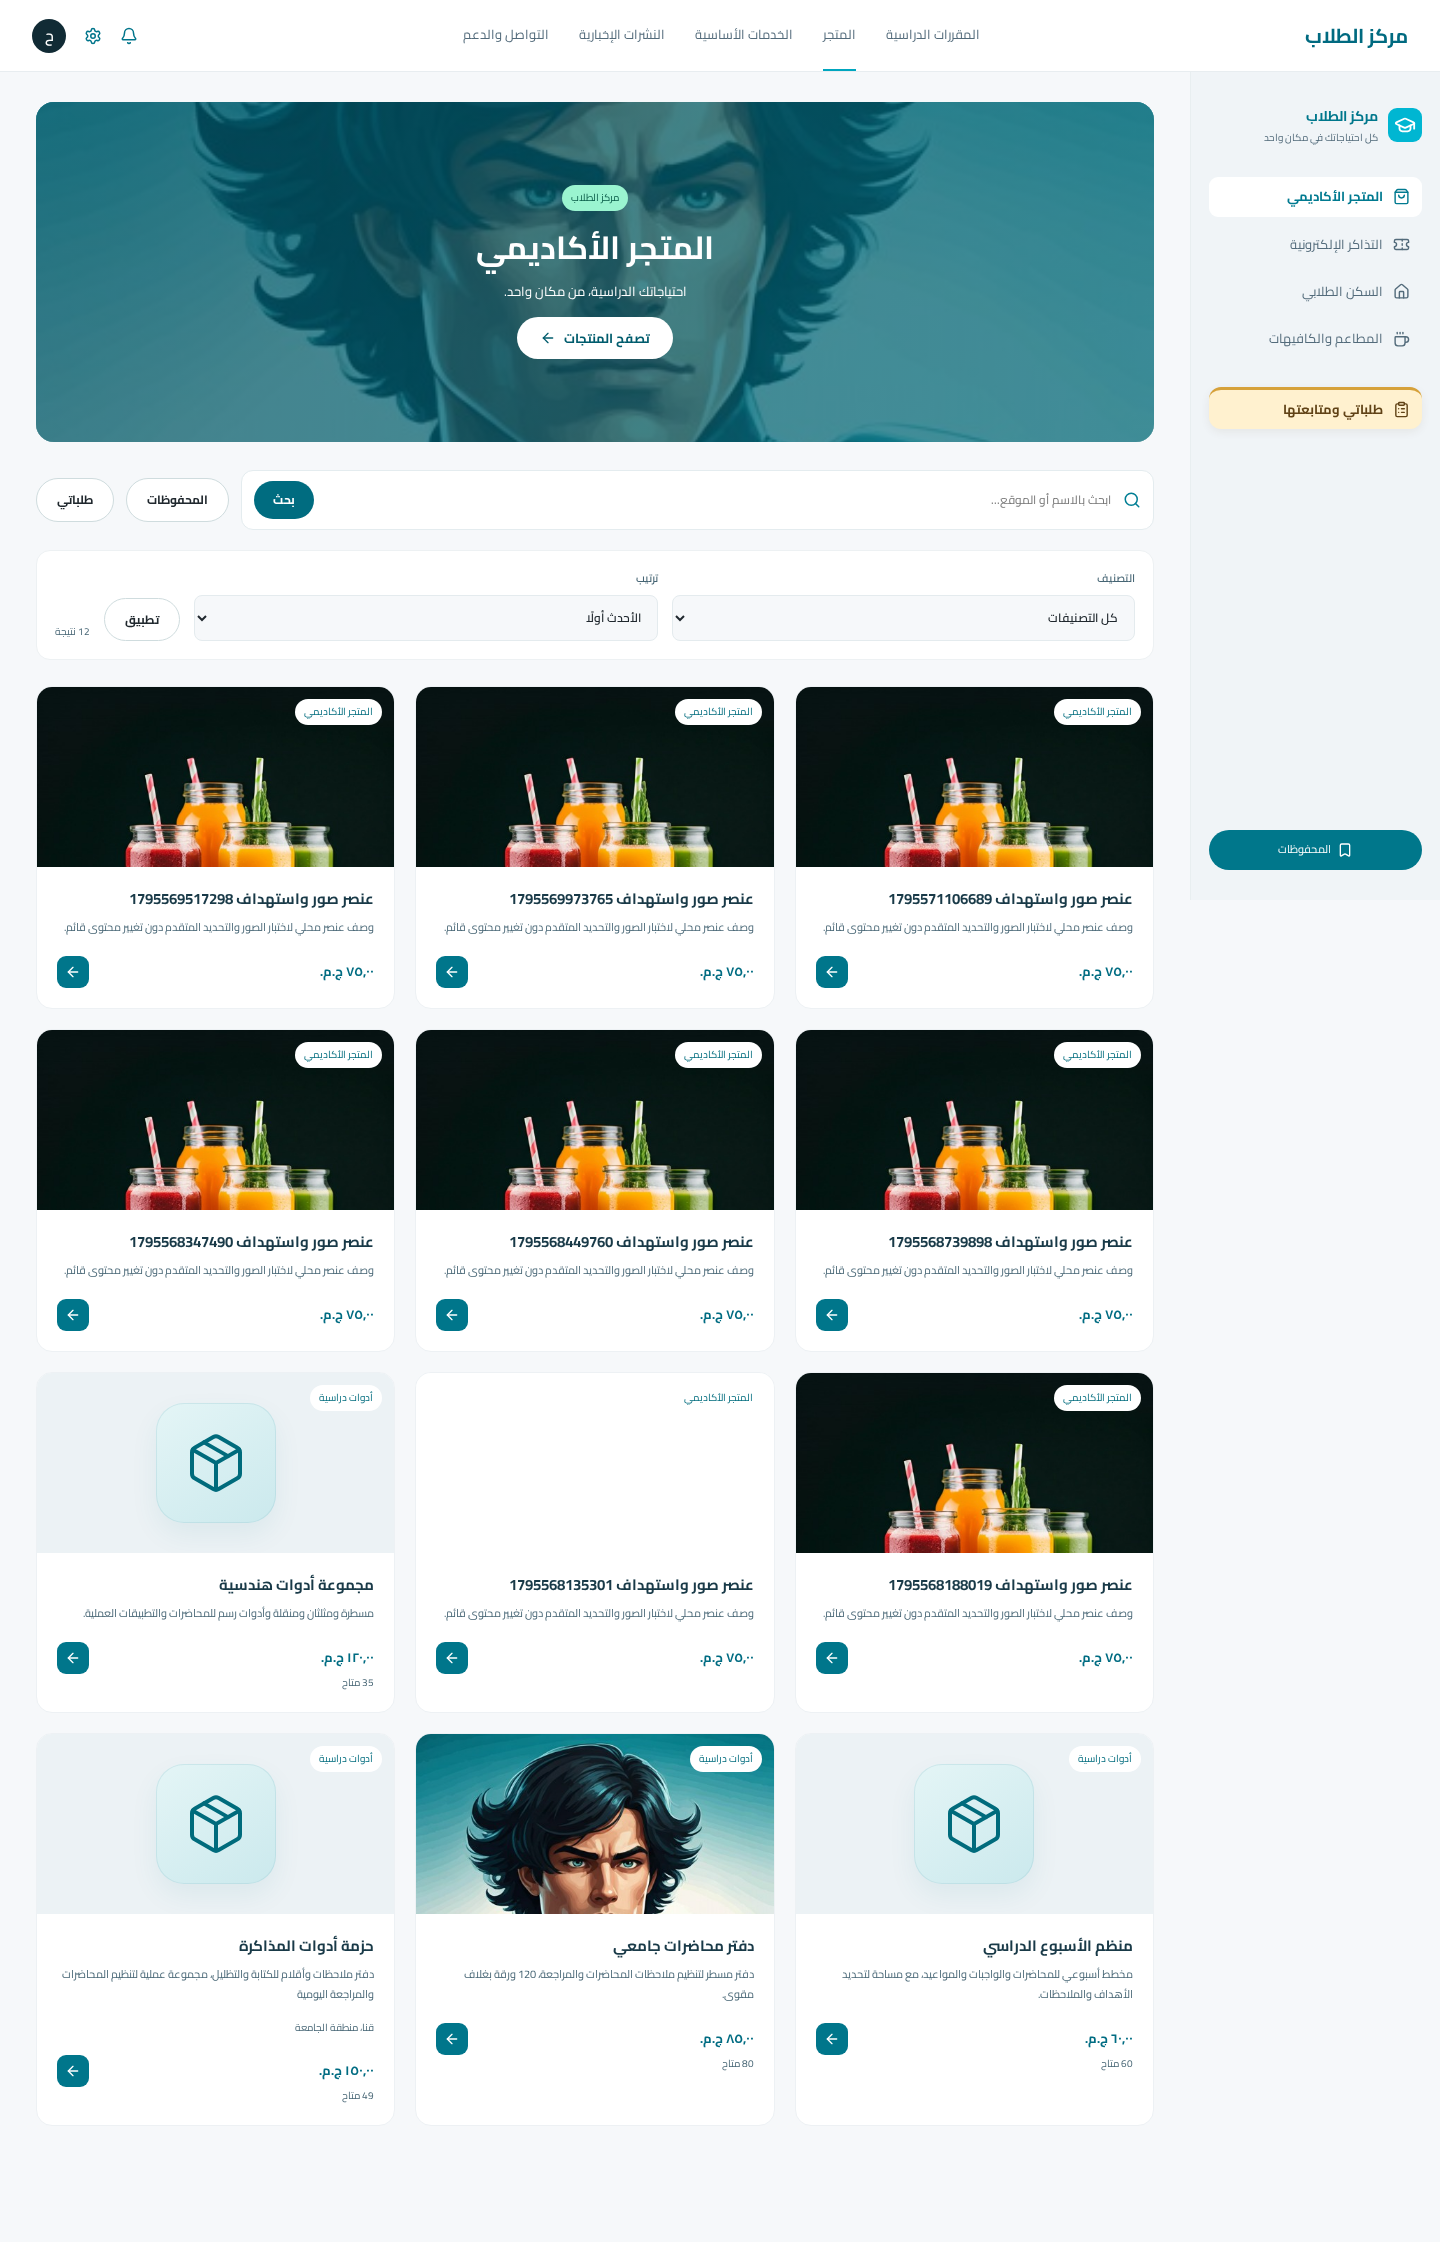 مركز الطلاب
المقررات الدراسية
المتجر
الخدمات الأساسية
النشرات الإخبارية
التواصل والدعم
ح
مركز الطلاب
كل احتياجاتك في مكان واحد
المتجر الأكاديمي
التذاكر الإلكترونية
السكن الطلابي
المطاعم والكافيهات
طلباتي ومتابعتها
المحفوظات
مركز الطلاب
المتجر الأكاديمي
احتياجاتك الدراسية، من مكان واحد.
تصفح المنتجات
ابحث بالاسم أو الموقع...
بحث
المحفوظات
طلباتي
التصنيف
كل التصنيفات
ترتيب
الأحدث أولًا
تطبيق
12 نتيجة
المتجر الأكاديمي
عنصر صور واستهداف 1795571106689
وصف عنصر محلي لاختبار الصور والتحديد المتقدم دون تغيير محتوى قائم.
٧٥,٠٠ ج.م.
المتجر الأكاديمي
عنصر صور واستهداف 1795569973765
وصف عنصر محلي لاختبار الصور والتحديد المتقدم دون تغيير محتوى قائم.
٧٥,٠٠ ج.م.
المتجر الأكاديمي
عنصر صور واستهداف 1795569517298
وصف عنصر محلي لاختبار الصور والتحديد المتقدم دون تغيير محتوى قائم.
٧٥,٠٠ ج.م.
المتجر الأكاديمي
عنصر صور واستهداف 1795568739898
وصف عنصر محلي لاختبار الصور والتحديد المتقدم دون تغيير محتوى قائم.
٧٥,٠٠ ج.م.
المتجر الأكاديمي
عنصر صور واستهداف 1795568449760
وصف عنصر محلي لاختبار الصور والتحديد المتقدم دون تغيير محتوى قائم.
٧٥,٠٠ ج.م.
المتجر الأكاديمي
عنصر صور واستهداف 1795568347490
وصف عنصر محلي لاختبار الصور والتحديد المتقدم دون تغيير محتوى قائم.
٧٥,٠٠ ج.م.
المتجر الأكاديمي
عنصر صور واستهداف 1795568188019
وصف عنصر محلي لاختبار الصور والتحديد المتقدم دون تغيير محتوى قائم.
٧٥,٠٠ ج.م.
المتجر الأكاديمي
عنصر صور واستهداف 1795568135301
وصف عنصر محلي لاختبار الصور والتحديد المتقدم دون تغيير محتوى قائم.
٧٥,٠٠ ج.م.
أدوات دراسية
مجموعة أدوات هندسية
مسطرة ومثلثان ومنقلة وأدوات رسم للمحاضرات والتطبيقات العملية.
١٢٠,٠٠ ج.م.
35 متاح
أدوات دراسية
منظم الأسبوع الدراسي
مخطط أسبوعي للمحاضرات والواجبات والمواعيد، مع مساحة لتحديد
الأهداف والملاحظات.
٦٠,٠٠ ج.م.
60 متاح
أدوات دراسية
دفتر محاضرات جامعي
دفتر مسطر لتنظيم ملاحظات المحاضرات والمراجعة، 120 ورقة بغلاف
مقوى.
٨٥,٠٠ ج.م.
80 متاح
أدوات دراسية
حزمة أدوات المذاكرة
دفتر ملاحظات وأقلام للكتابة والتظليل، مجموعة عملية لتنظيم المحاضرات
والمراجعة اليومية
قنا، منطقة الجامعة
١٥٠,٠٠ ج.م.
49 متاح